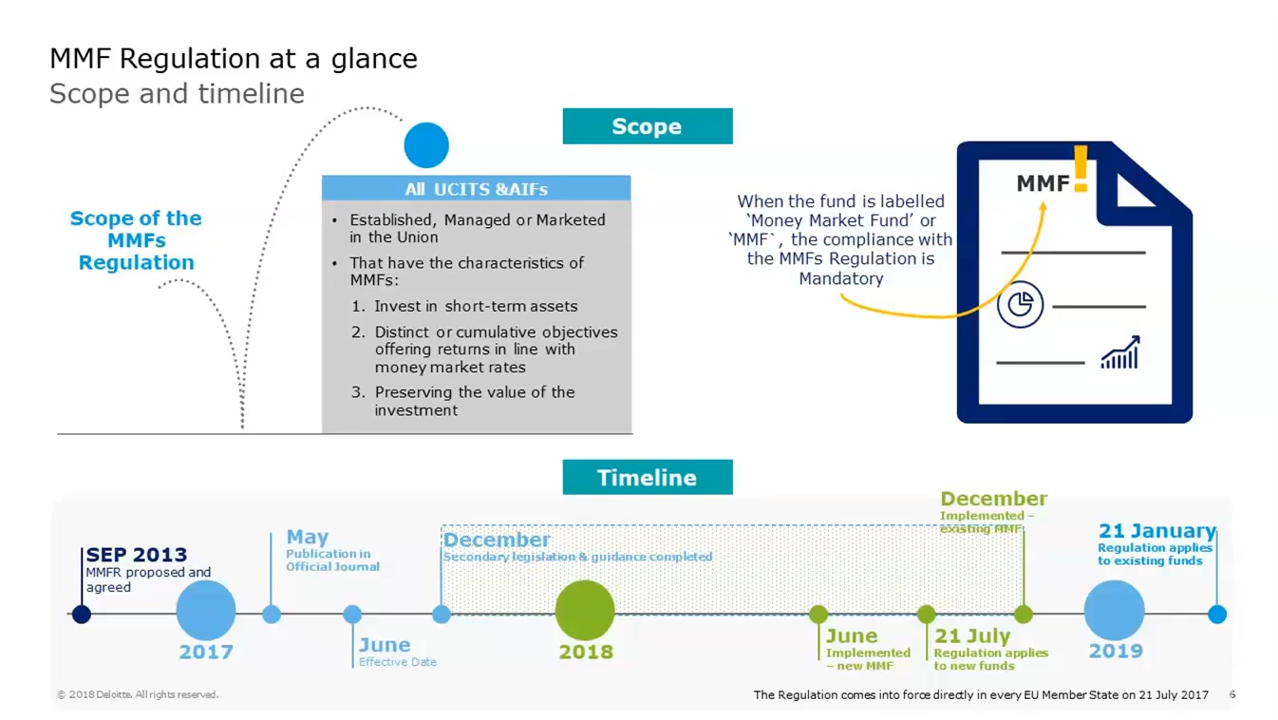 MMF Regulation at a glance
Scope and timeline
Scope
All UCITS &AIFs
Scope of the
MMFs
Regulation
• Established, Managed or Marketed
in the Union
• That have the characteristics of
MMFs:
1. Invest in short-term assets
2. Distinct or cumulative objectives
offering returns in line with
money market rates
3. Preserving the value of the
investment
When the fund is labelled
‘Money Market Fund’ or
‘MMF`, the compliance with
the MMFs Regulation is
Mandatory
MMF!
Timeline
SEP 2013
MMFR proposed and
agreed
2017
May
Publication in
Official Journal
June
Effective Date
December
Secondary legislation & guidance completed
2018
June
Implemented
– new MMF
21 July
Regulation applies
to new funds
December
Implemented –
existing MMF
2019
21 January
Regulation applies
to existing funds
© 2018 Deloitte. All rights reserved.
The Regulation comes into force directly in every EU Member State on 21 July 2017
6